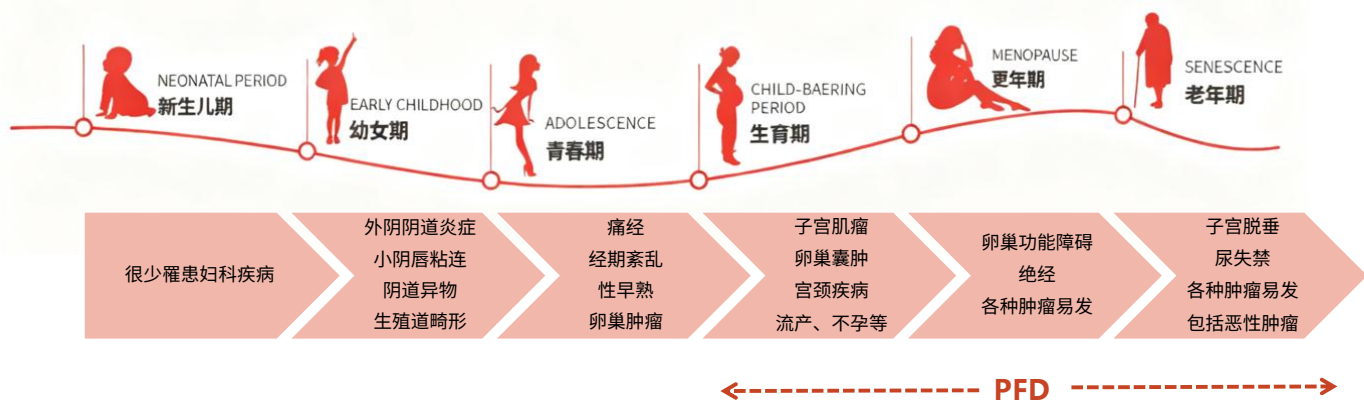 NEONATAL PERIOD
新生儿期
EARLY CHILDHOOD
幼女期
ADOLESCENCE
青春期
CHILD-BAERING
PERIOD
生育期
MENOPAUSE
更年期
SENESCENCE
老年期
很少罹患妇科疾病
外阴阴道炎症
小阴唇粘连
阴道异物
生殖道畸形
痛经
经期紊乱
性早熟
卵巢肿瘤
子宫肌瘤
卵巢囊肿
宫颈疾病
流产、不孕等
卵巢功能障碍
绝经
各种肿瘤易发
子宫脱垂
尿失禁
各种肿瘤易发
包括恶性肿瘤
PFD